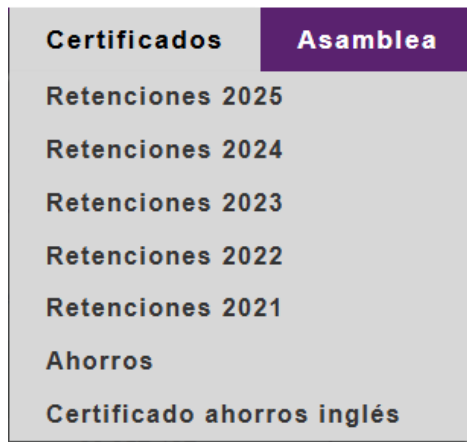 Certificados Asamblea
Retenciones 2025
Retenciones 2024
Retenciones 2023
Retenciones 2022
Retenciones 2021
Ahorros
Certificado ahorros inglés